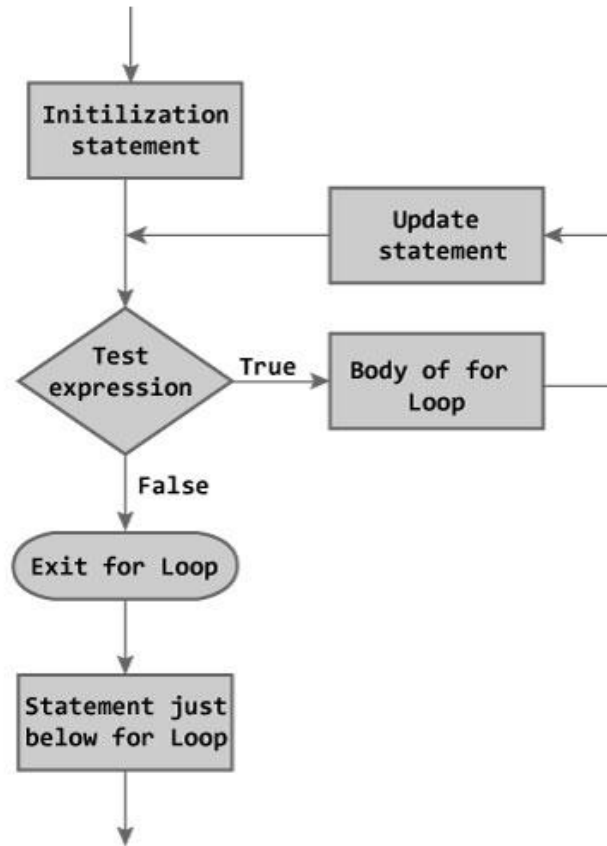 Initilization
statement
Update
statement
Test
expression
True
Body of for
Loop
False
Exit for Loop
Statement just
below for Loop